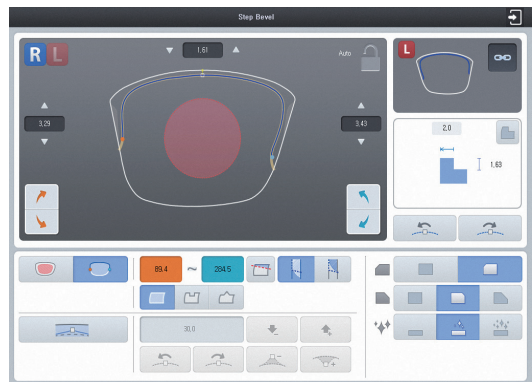 Step Bevel
R L
1,61
Auto
L
3,29
3,43
2,0
1,63
89.4 ~ 284.5
30,0